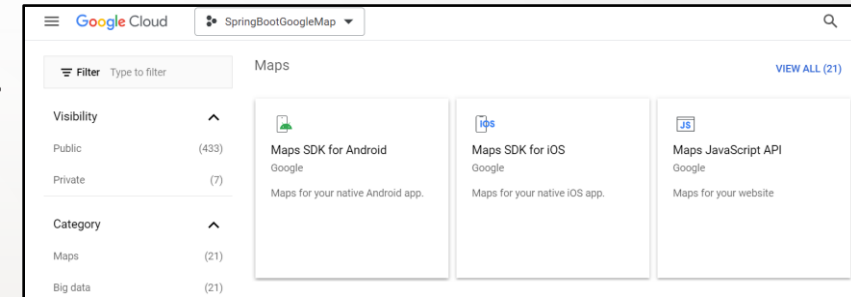 Google Cloud
SpringBootGoogleMap
Filter Type to filter
Visibility
Public (433)
Private (7)
Category
Maps (21)
Big data (21)
Maps
VIEW ALL (21)
Maps SDK for Android
Google
Maps for your native Android app.
iOS
Maps SDK for iOS
Google
Maps for your native iOS app.
JS
Maps JavaScript API
Google
Maps for your website